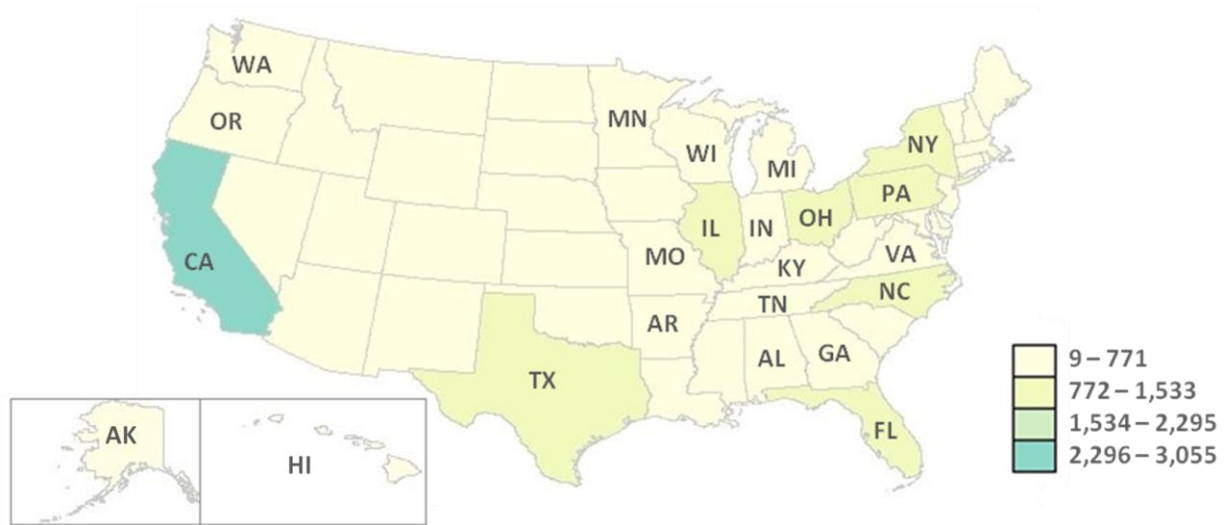 WA
OR
MN
WI
MI
NY
PA
CA
IL
IN
OH
MO
KY
VA
TN
NC
AR
AL
GA
TX
FL
AK
HI
9 – 771
772 – 1,533
1,534 – 2,295
2,296 – 3,055